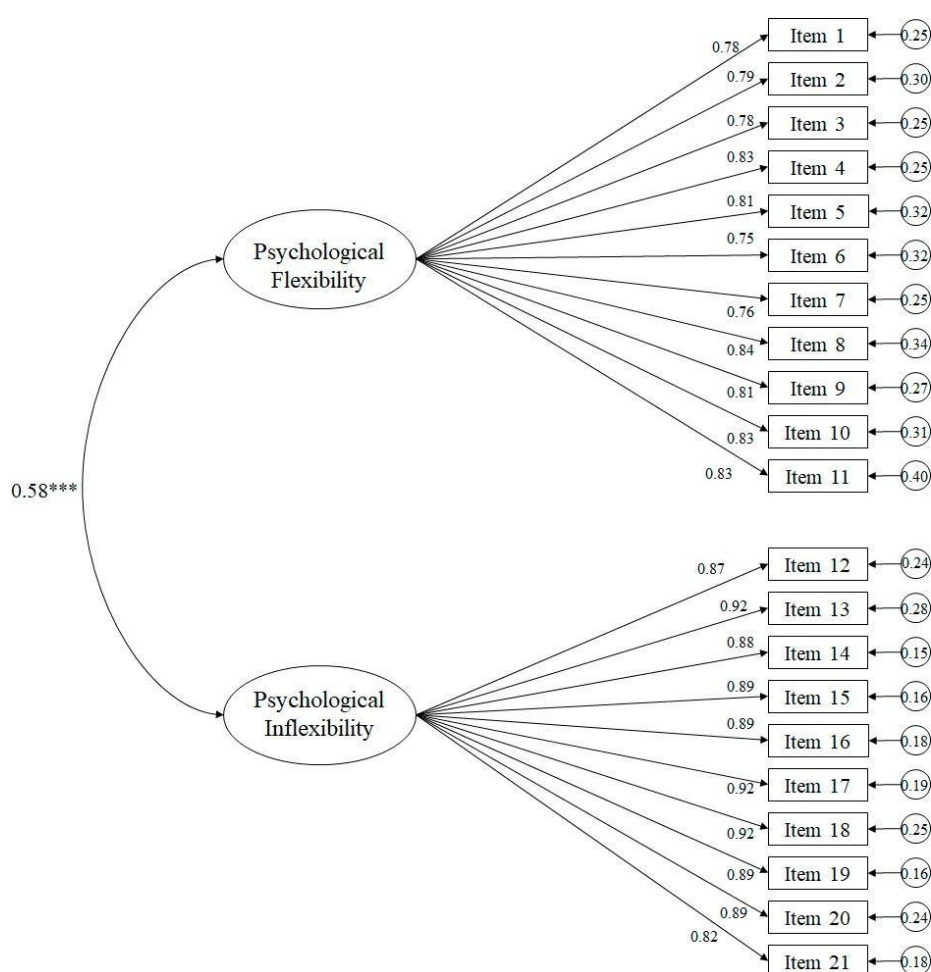 0.78
Item 1
0.25
0.79
Item 2
0.30
0.78
Item 3
0.25
0.83
Item 4
0.25
0.81
Item 5
0.32
0.75
Item 6
0.32
Psychological
Flexibility
Item 7
0.25
0.76
Item 8
0.34
0.84
Item 9
0.27
0.81
Item 10
0.31
0.83
Item 11
0.40
0.83
0.58***
0.87
Item 12
0.24
0.92
Item 13
0.28
0.88
Item 14
0.15
0.89
Item 15
0.16
Psychological
Inflexibility
0.89
Item 16
0.18
Item 17
0.19
0.92
Item 18
0.25
0.92
Item 19
0.16
0.89
Item 20
0.24
0.89
0.82
Item 21
0.18